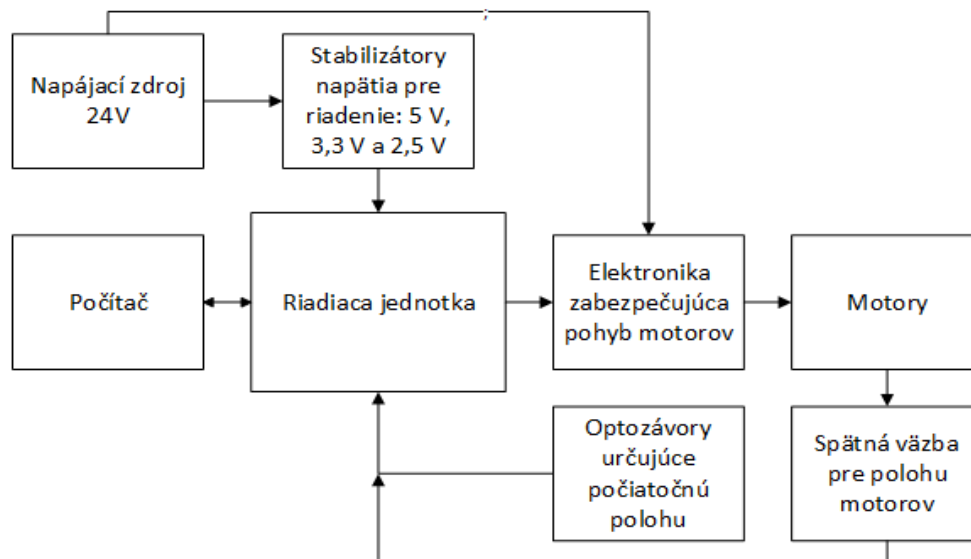 ;
Napájací zdroj
24V
Stabilizátory
napätia pre
riadenie: 5 V,
3,3 V a 2,5 V
Počítač
Riadiaca jednotka
Elektronika
zabezpečujúca
pohyb motorov
Motory
Optozávory
určujúce
počiatočnú
polohu
Spätná väzba
pre polohu
motorov